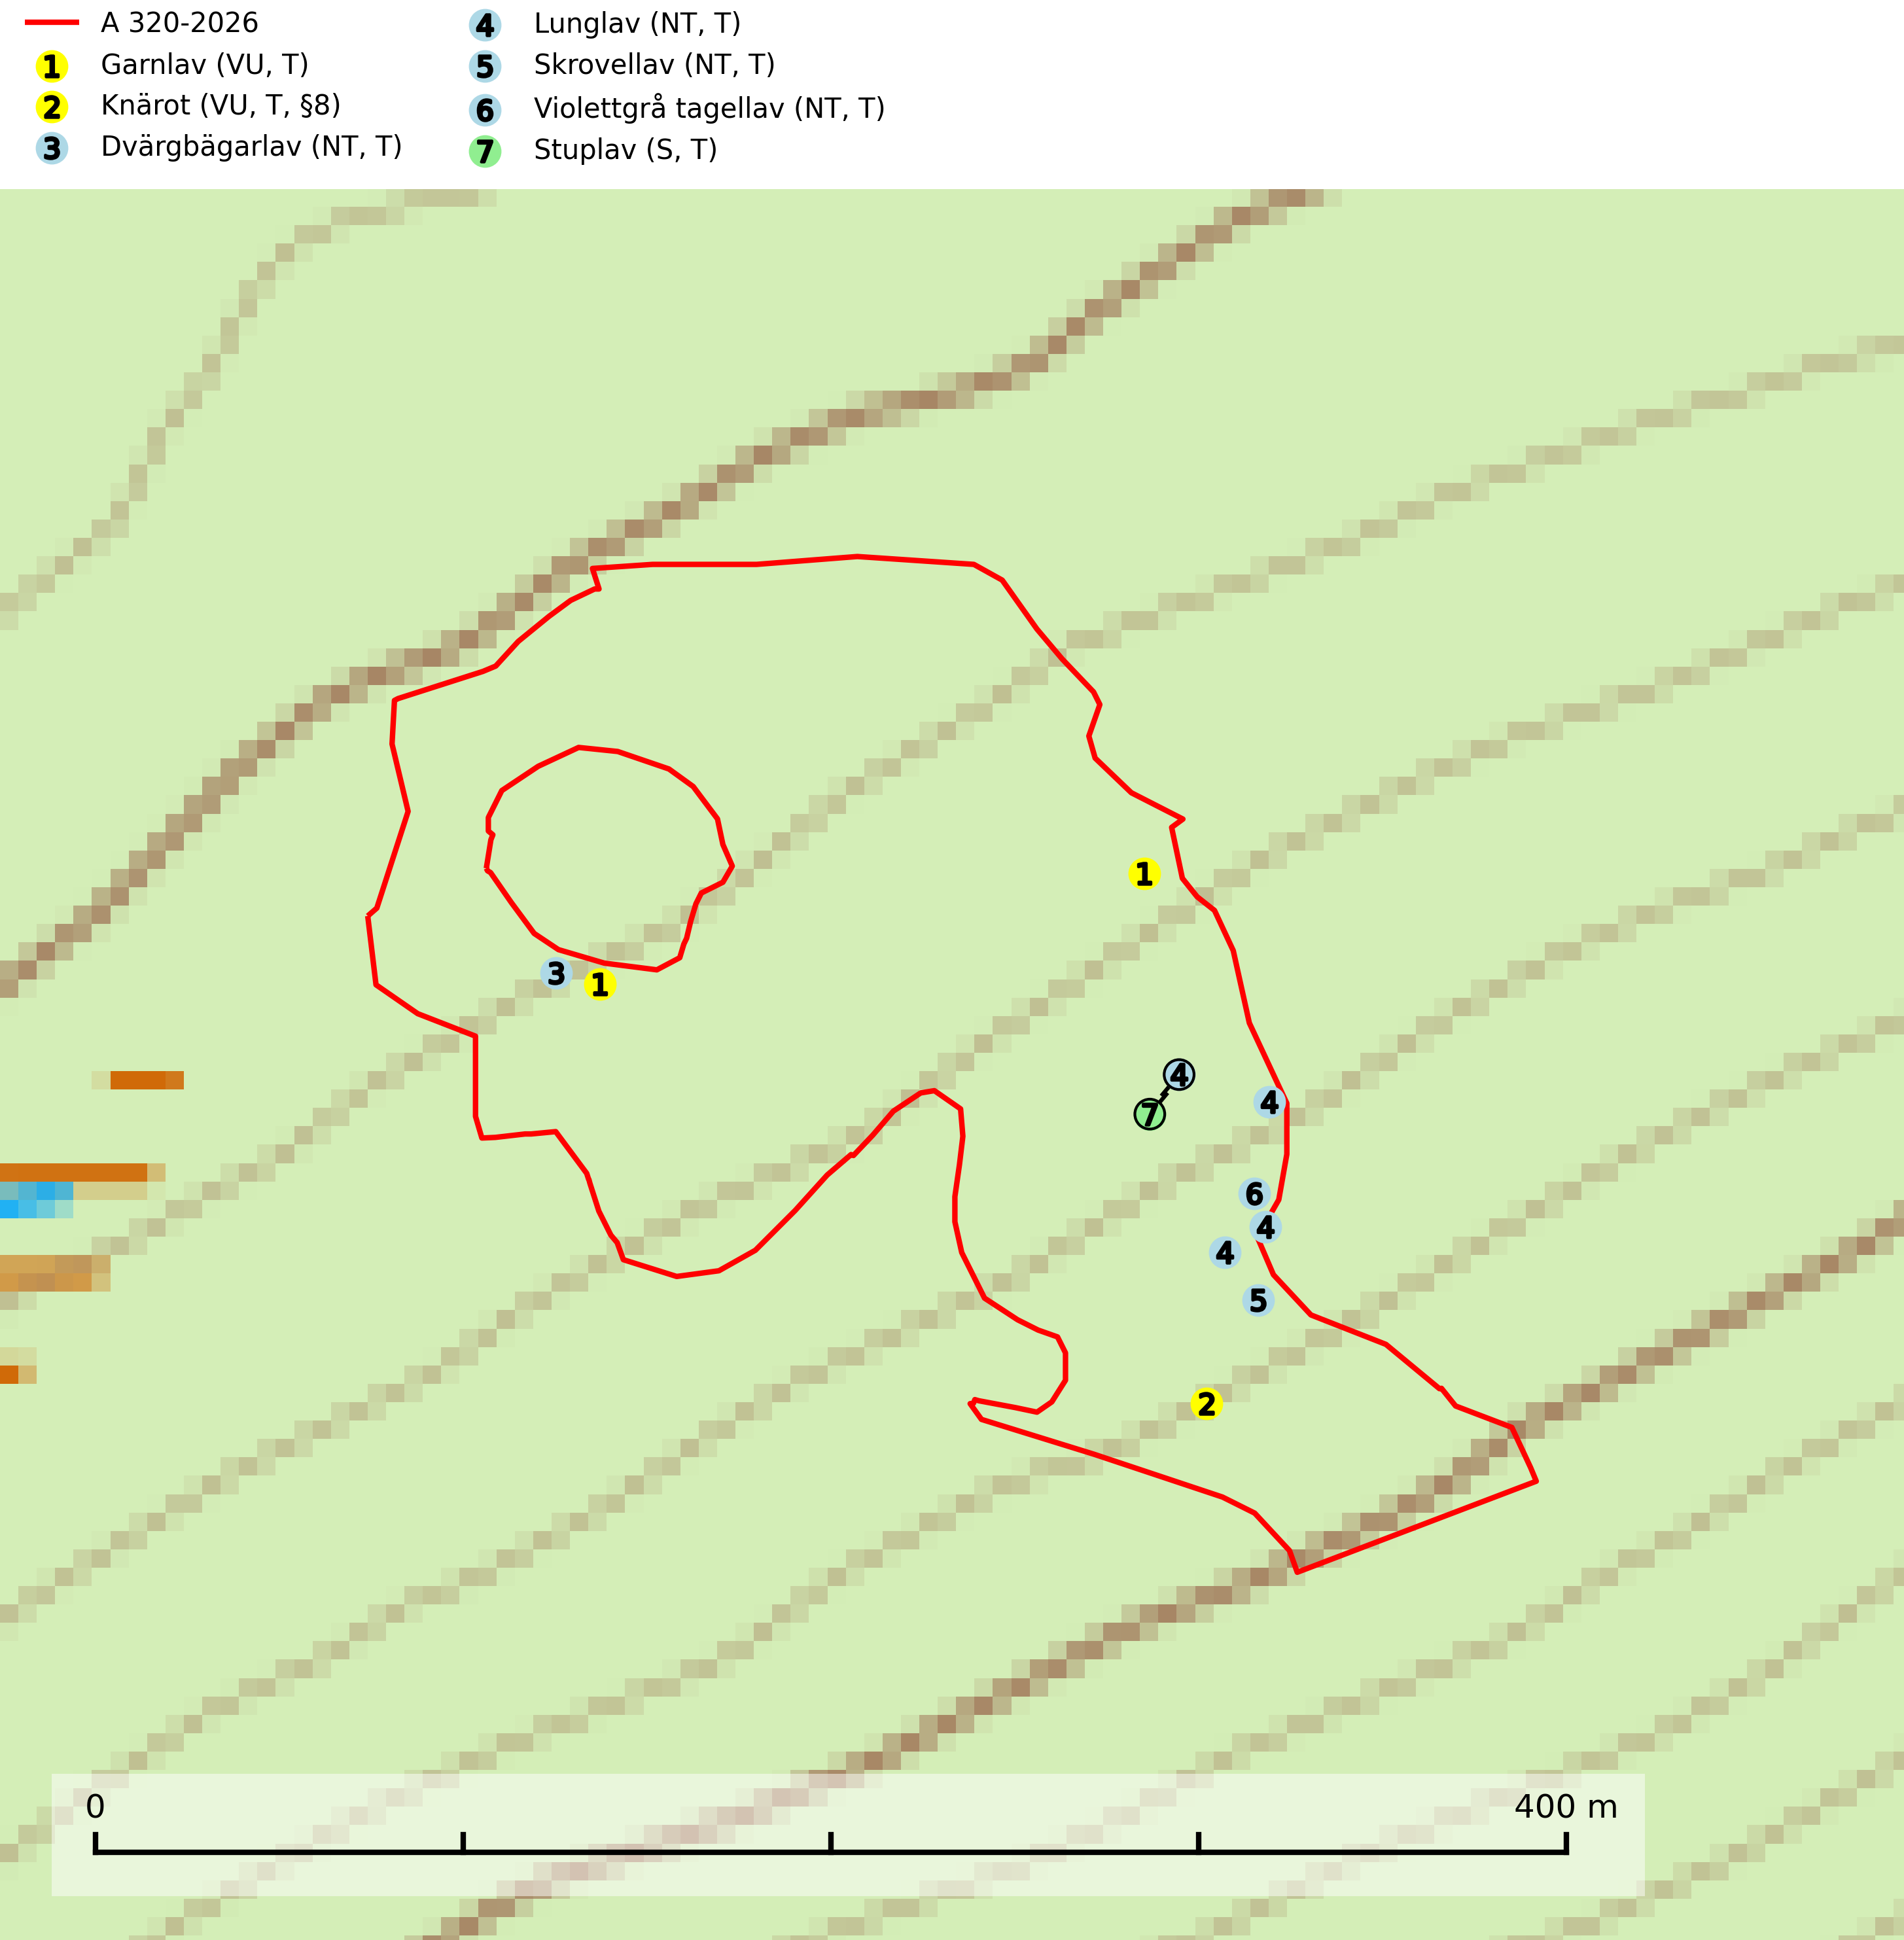 A 320-2026
1 Garnlav (VU, T)
2 Knärot (VU, T, §8)
3 Dvärgbägarlav (NT, T)
4 Lunglav (NT, T)
5 Skrovellav (NT, T)
6 Violettgrå tagellav (NT, T)
7 Stuplav (S, T)
1
3
1
4
7
4
6
4
4
5
2
0
400 m